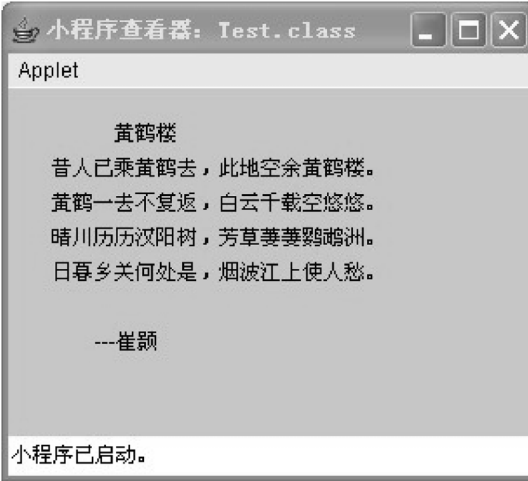 小程序查看器: Test.class
Applet
黄鹤楼
昔人已乘黄鹤去，此地空余黄鹤楼。
黄鹤一去不复返，白云千载空悠悠。
晴川历历汉阳树，芳草萋萋鹦鹉洲。
日暮乡关何处是，烟波江上使人愁。
---崔颢
小程序已启动。